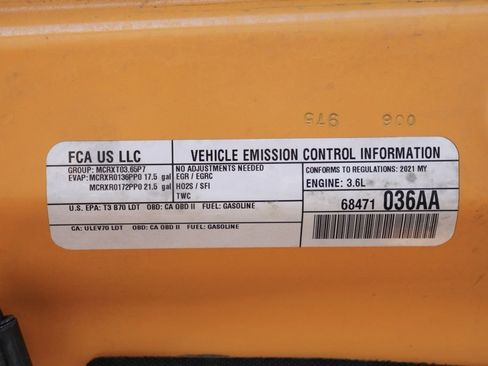 946 900
FCA US LLC
GROUP: MCRXT03.65P7
EVAP: MCRXR0136PP0 17.5 gal
MCRXR0172PP0 21.5 gal
U.S. EPA: T3 B70 LDT OBD: CA OBD II FUEL: GASOLINE
CA: ULEV70 LDT OBD: CA OBD II FUEL: GASOLINE
VEHICLE EMISSION CONTROL INFORMATION
NO ADJUSTMENTS NEEDED
EGR / EGRC
HO2S / SFI
TWC
CONFORMS TO REGULATIONS: 2021 MY
ENGINE: 3.6L
68471 036AA